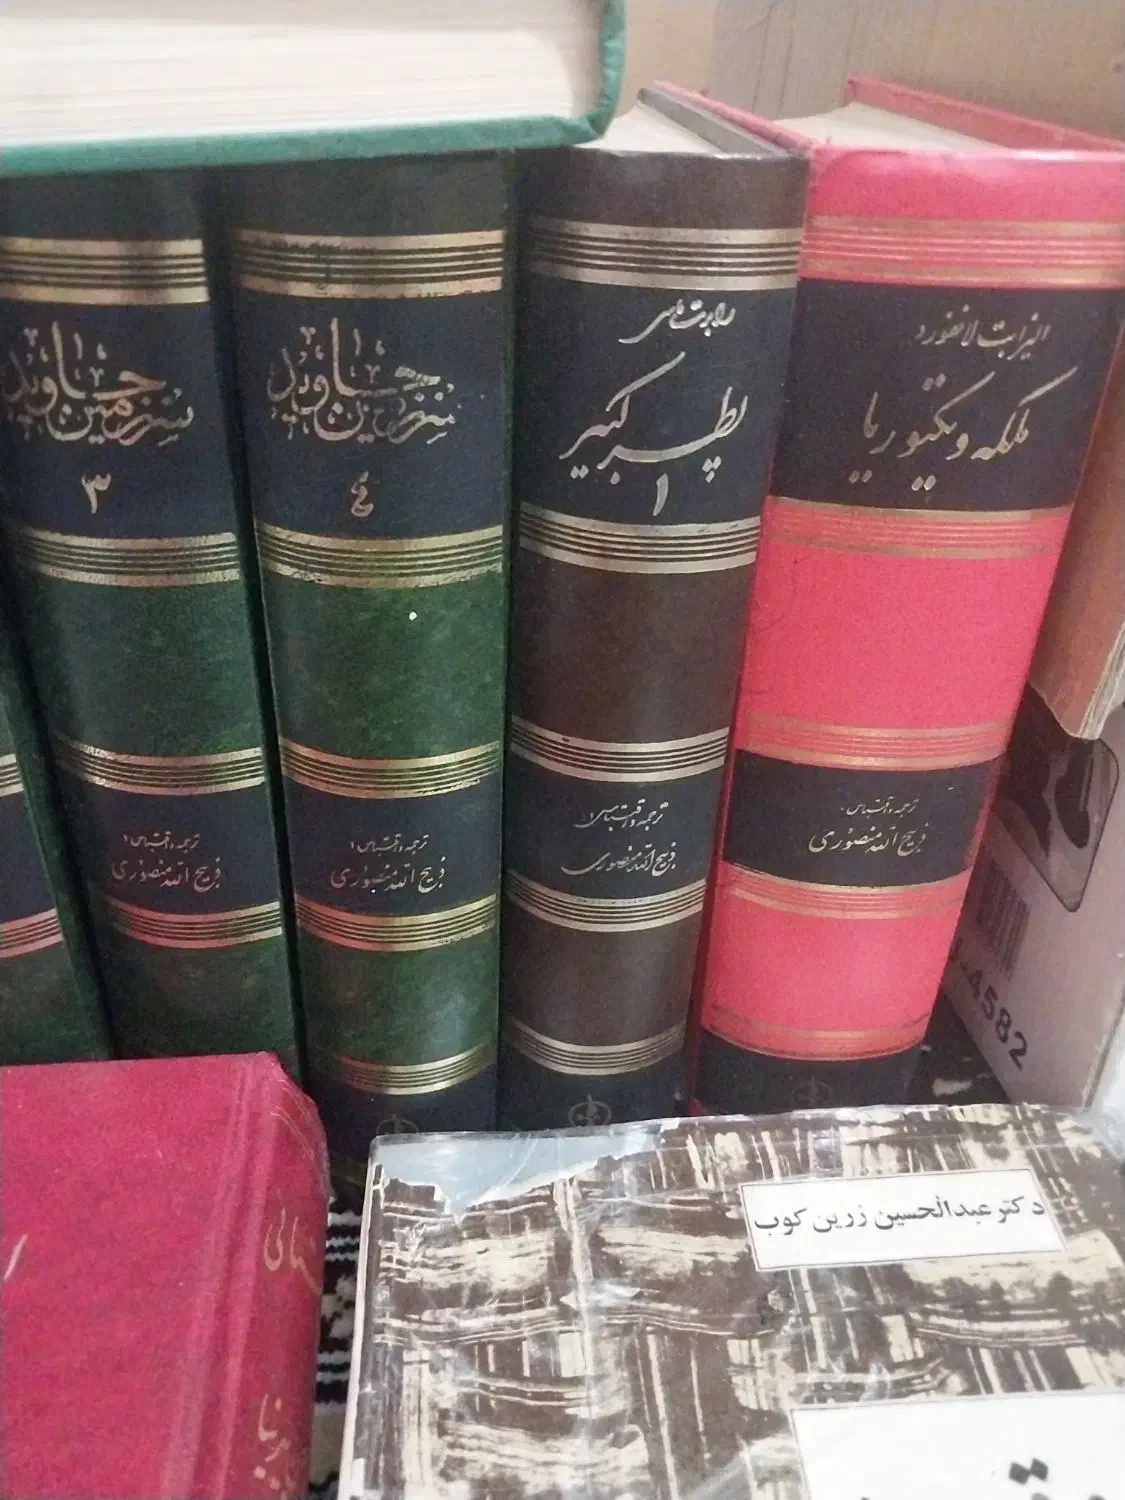 سرزمین جاوید
۳
ترجمه و اقتباس:
ذبیح الله منصوری
سرزمین جاوید
۴
ترجمه و اقتباس:
ذبیح الله منصوری
رابرت ماسی
پطر کبیر
۱
ترجمه و اقتباس:
ذبیح الله منصوری
الیزابت لانفورد
ملکه ویکتوریا
ترجمه و اقتباس:
ذبیح الله منصوری
4582
دکتر عبدالحسین زرین کوب